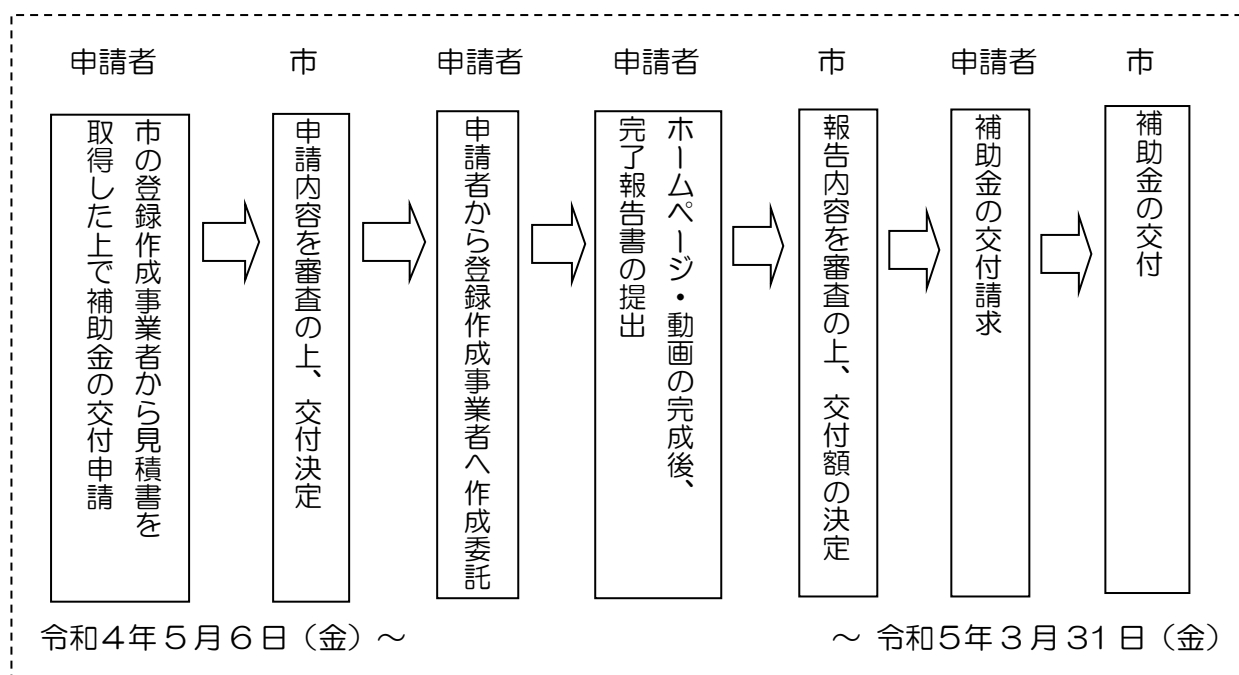 申請者
市
申請者
申請者
市
申請者
市
市の登録作成事業者から見積書を
取得した上で補助金の交付申請
申請内容を審査の上、交付決定
申請者から登録作成事業者へ作成委託
ホームページ・動画の完成後、
完了報告書の提出
報告内容を審査の上、交付額の決定
補助金の交付請求
補助金の交付
令和4年5月6日（金）～
～ 令和5年3月31日（金）